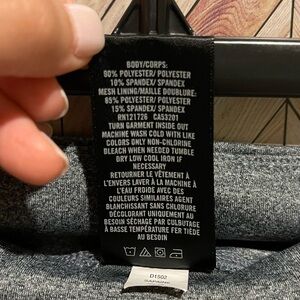 BODY/CORPS:
90% POLYESTER/ POLYESTER
10% SPANDEX/ SPANDEX
MESH LINING/MAILLE DOUBLURE:
85% POLYESTER/ POLYESTER
15% SPANDEX/ SPANDEX
RN121726 CA53201
TURN GARMENT INSIDE OUT
MACHINE WASH COLD WITH LIKE
COLORS ONLY NON-CHLORINE
BLEACH WHEN NEEDED TUMBLE
DRY LOW COOL IRON IF
NECESSARY
RETOURNER LE VÊTEMENT À
L'ENVERS LAVER À LA MACHINE À
L'EAU FROIDE AVEC DES
COULEURS SIMILAIRES AGENT
BLANCHISSANT SANS CHLORURE
DÉCOLORANT UNIQUEMENT AU
BESOIN SÉCHAGE PAR CULBUTAGE
À BASSE TEMPÉRATURE FER TIÈDE
AU BESOIN
D1502